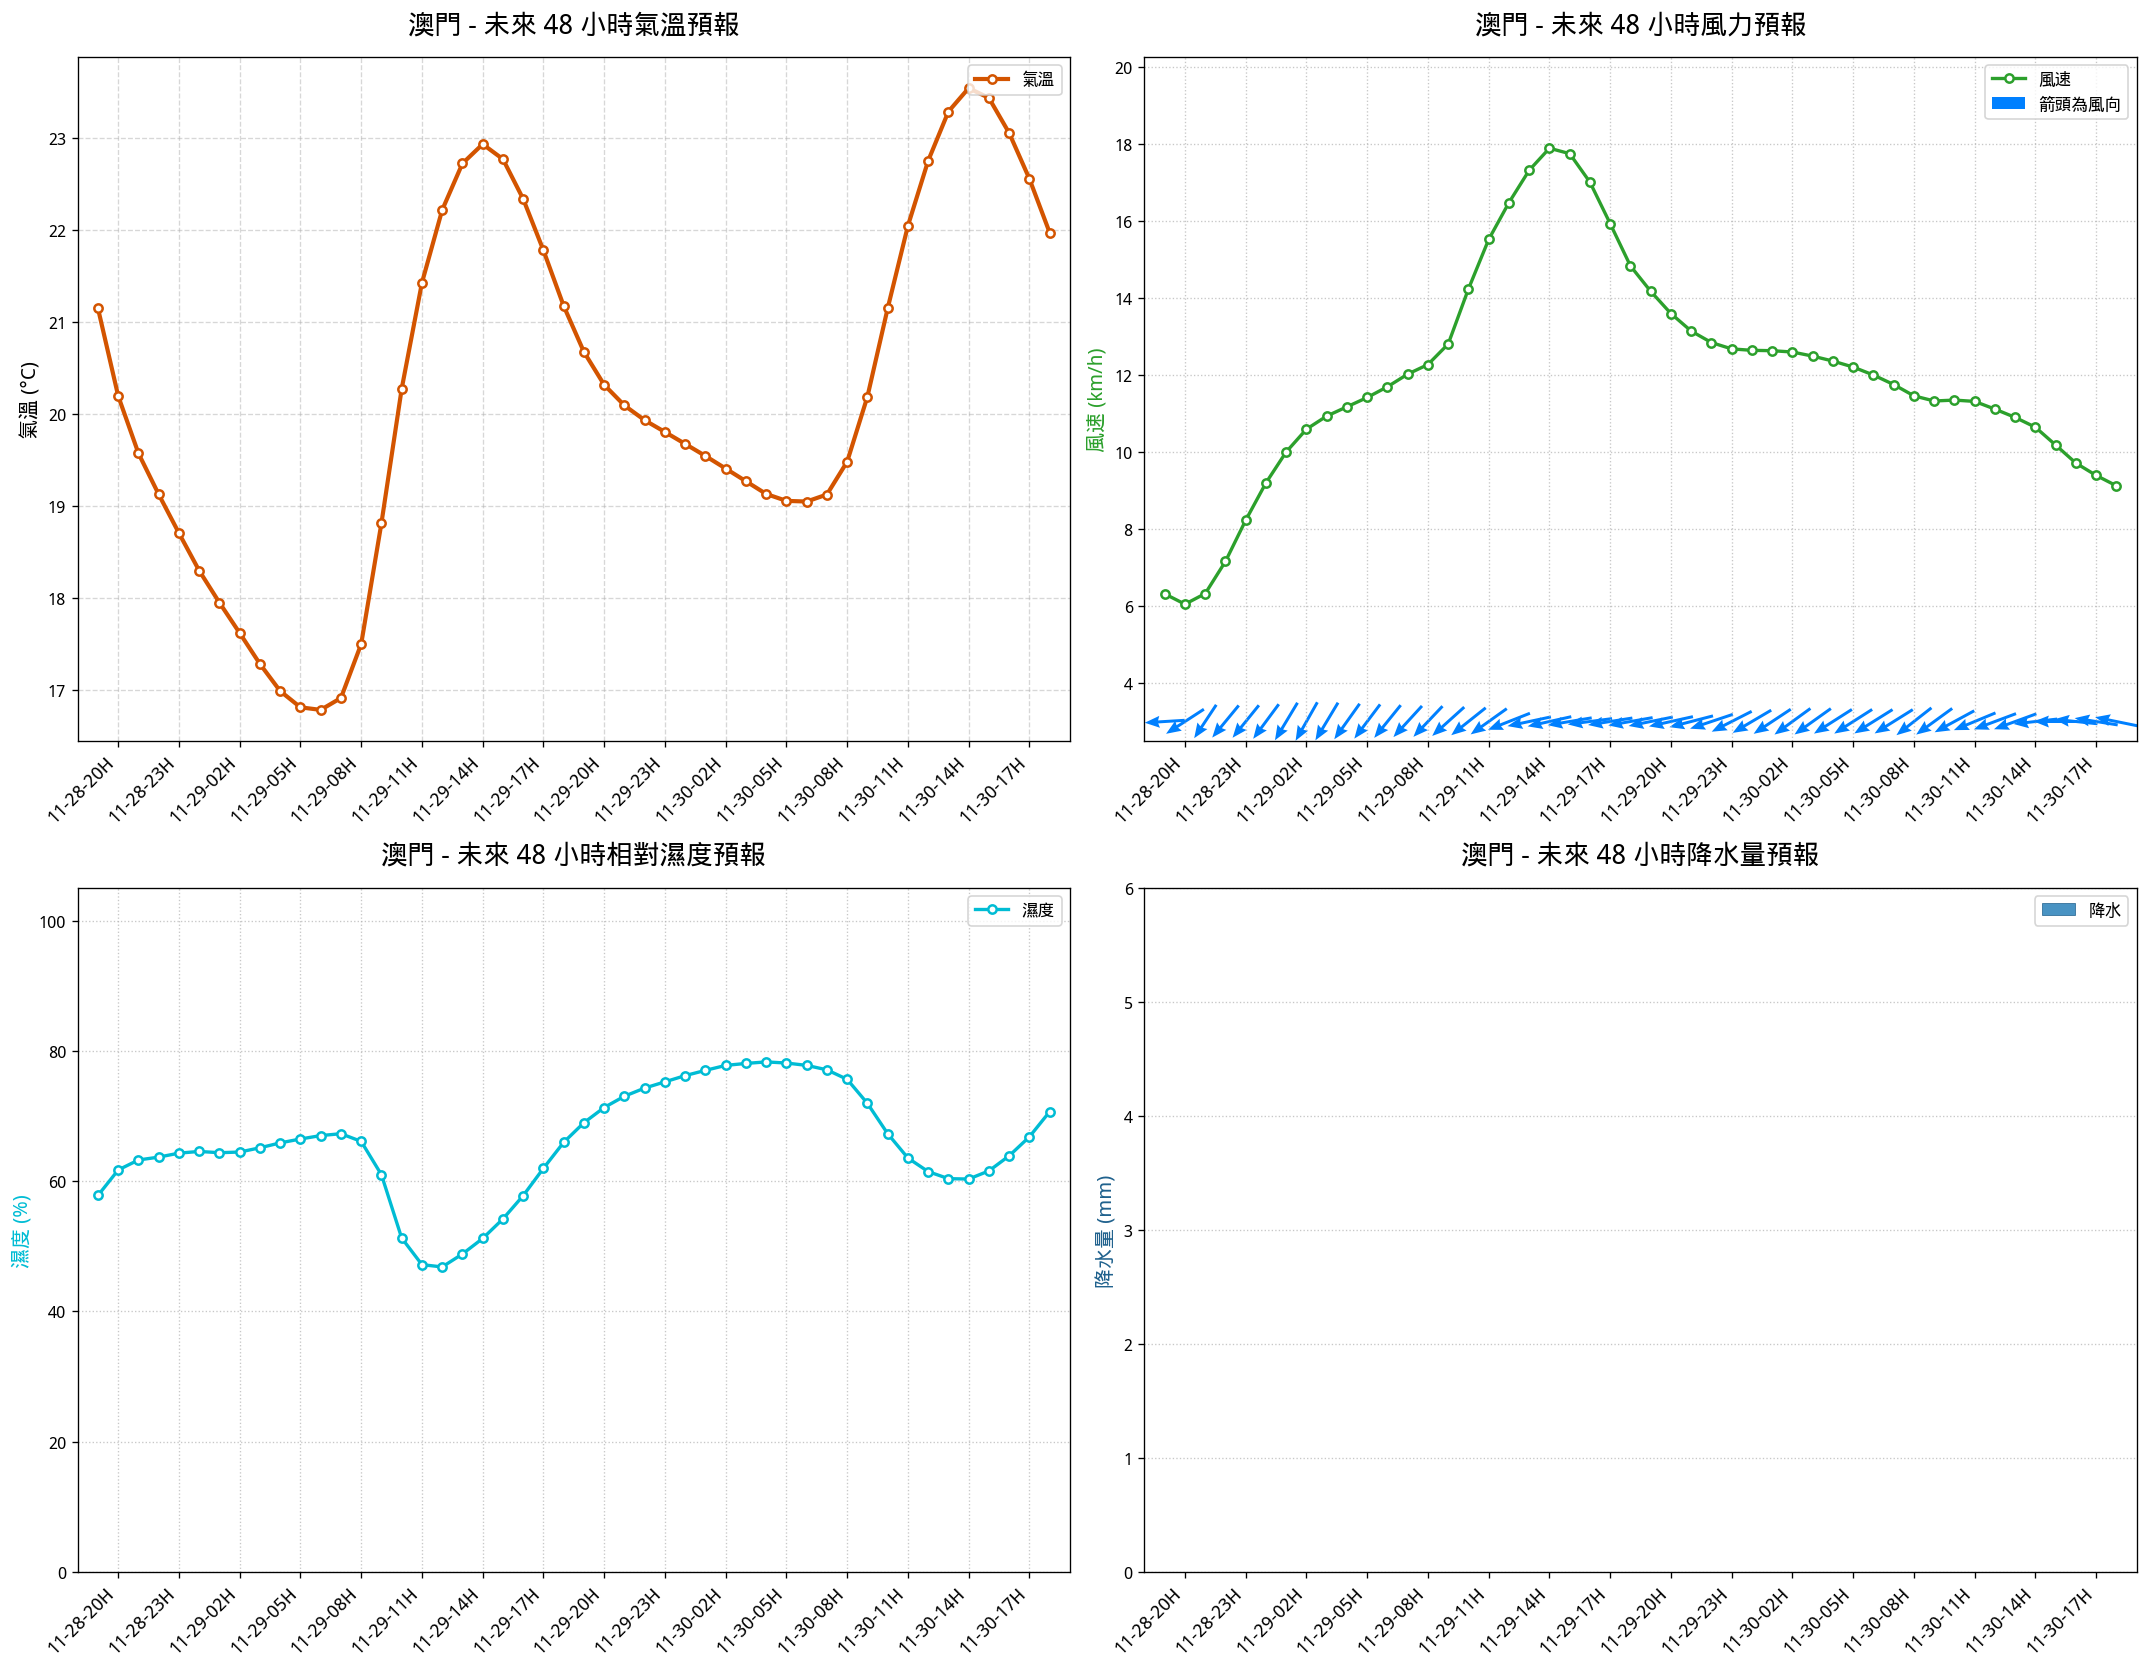 澳門 - 未來 48 小時氣溫預報
氣溫
氣溫 (°C)
23
22
21
20
19
18
17
11-28-20H
11-28-23H
11-29-02H
11-29-05H
11-29-08H
11-29-11H
11-29-14H
11-29-17H
11-29-20H
11-29-23H
11-30-02H
11-30-05H
11-30-08H
11-30-11H
11-30-14H
11-30-17H
澳門 - 未來 48 小時風力預報
風速
箭頭為風向
風速 (km/h)
20
18
16
14
12
10
8
6
4
11-28-20H
11-28-23H
11-29-02H
11-29-05H
11-29-08H
11-29-11H
11-29-14H
11-29-17H
11-29-20H
11-29-23H
11-30-02H
11-30-05H
11-30-08H
11-30-11H
11-30-14H
11-30-17H
澳門 - 未來 48 小時相對濕度預報
濕度
濕度 (%)
100
80
60
40
20
0
11-28-20H
11-28-23H
11-29-02H
11-29-05H
11-29-08H
11-29-11H
11-29-14H
11-29-17H
11-29-20H
11-29-23H
11-30-02H
11-30-05H
11-30-08H
11-30-11H
11-30-14H
11-30-17H
澳門 - 未來 48 小時降水量預報
降水
降水量 (mm)
6
5
4
3
2
1
0
11-28-20H
11-28-23H
11-29-02H
11-29-05H
11-29-08H
11-29-11H
11-29-14H
11-29-17H
11-29-20H
11-29-23H
11-30-02H
11-30-05H
11-30-08H
11-30-11H
11-30-14H
11-30-17H